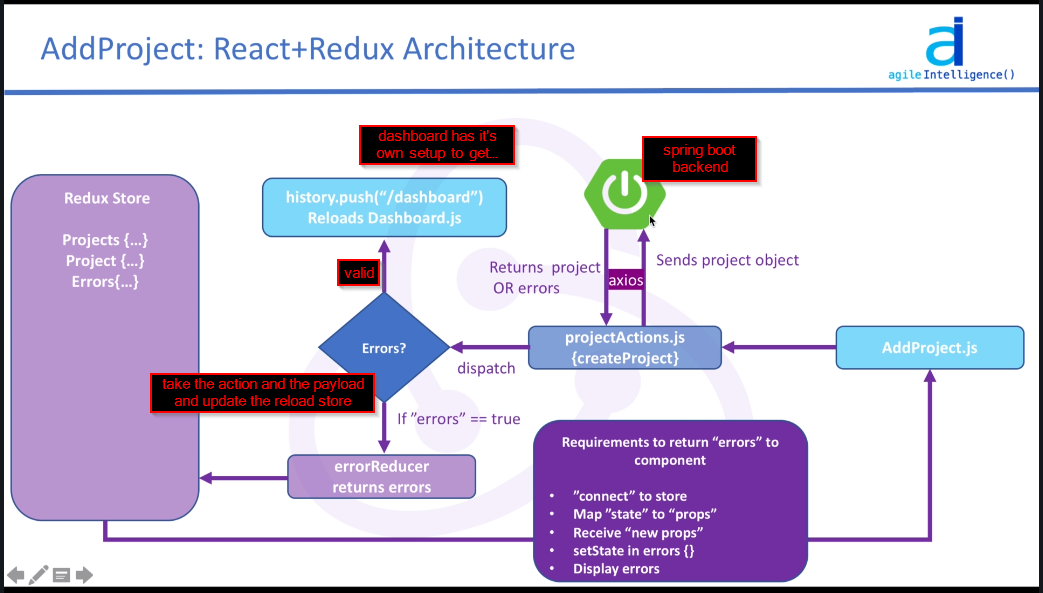 AddProject: React+Redux Architecture
ai
agileIntelligence()
dashboard has it's
own setup to get...
spring boot
backend
Redux Store
Projects {...}
Project {...}
Errors{...}
history.push(“/dashboard”)
Reloads Dashboard.js
valid
Returns project
OR errors
axios
Sends project object
Errors?
dispatch
projectActions.js
{createProject}
AddProject.js
take the action and the payload
and update the reload store
If ”errors” == true
errorReducer
returns errors
Requirements to return “errors” to
component
• ”connect” to store
• Map ”state” to “props”
• Receive “new props”
• setState in errors {}
• Display errors